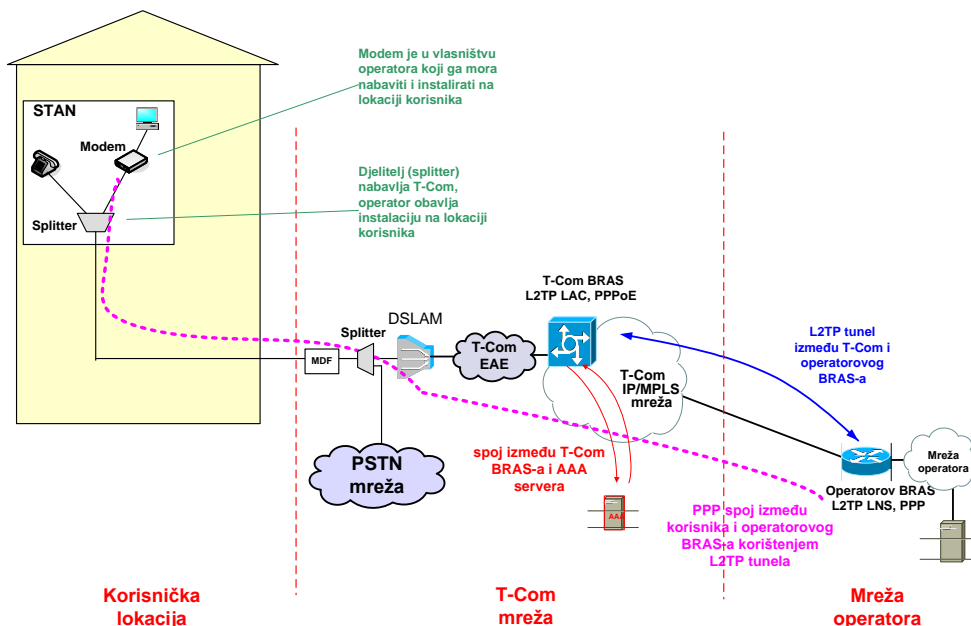 Modem je u vlasništvu
operatora koji ga mora
nabaviti i instalirati na
lokaciji korisnika
STAN
Modem
Djelitelj (splitter)
nabavlja T-Com,
operator obavlja
instalaciju na lokaciji
korisnika
Splitter
T-Com BRAS
L2TP LAC, PPPoE
DSLAM
Splitter
MDF
T-Com
EAE
T-Com
IP/MPLS
mreža
L2TP tunel
između T-Com i
operatorovog
BRAS-a
PSTN
mreža
spoj između T-Com
BRAS-a i AAA
servera
AAA
Mreža
operatora
Operatorov BRAS
L2TP LNS, PPP
PPP spoj između
korisnika i operatorovog
BRAS-a korištenjem
L2TP tunela
Korisnička
lokacija
T-Com
mreža
Mreža
operatora